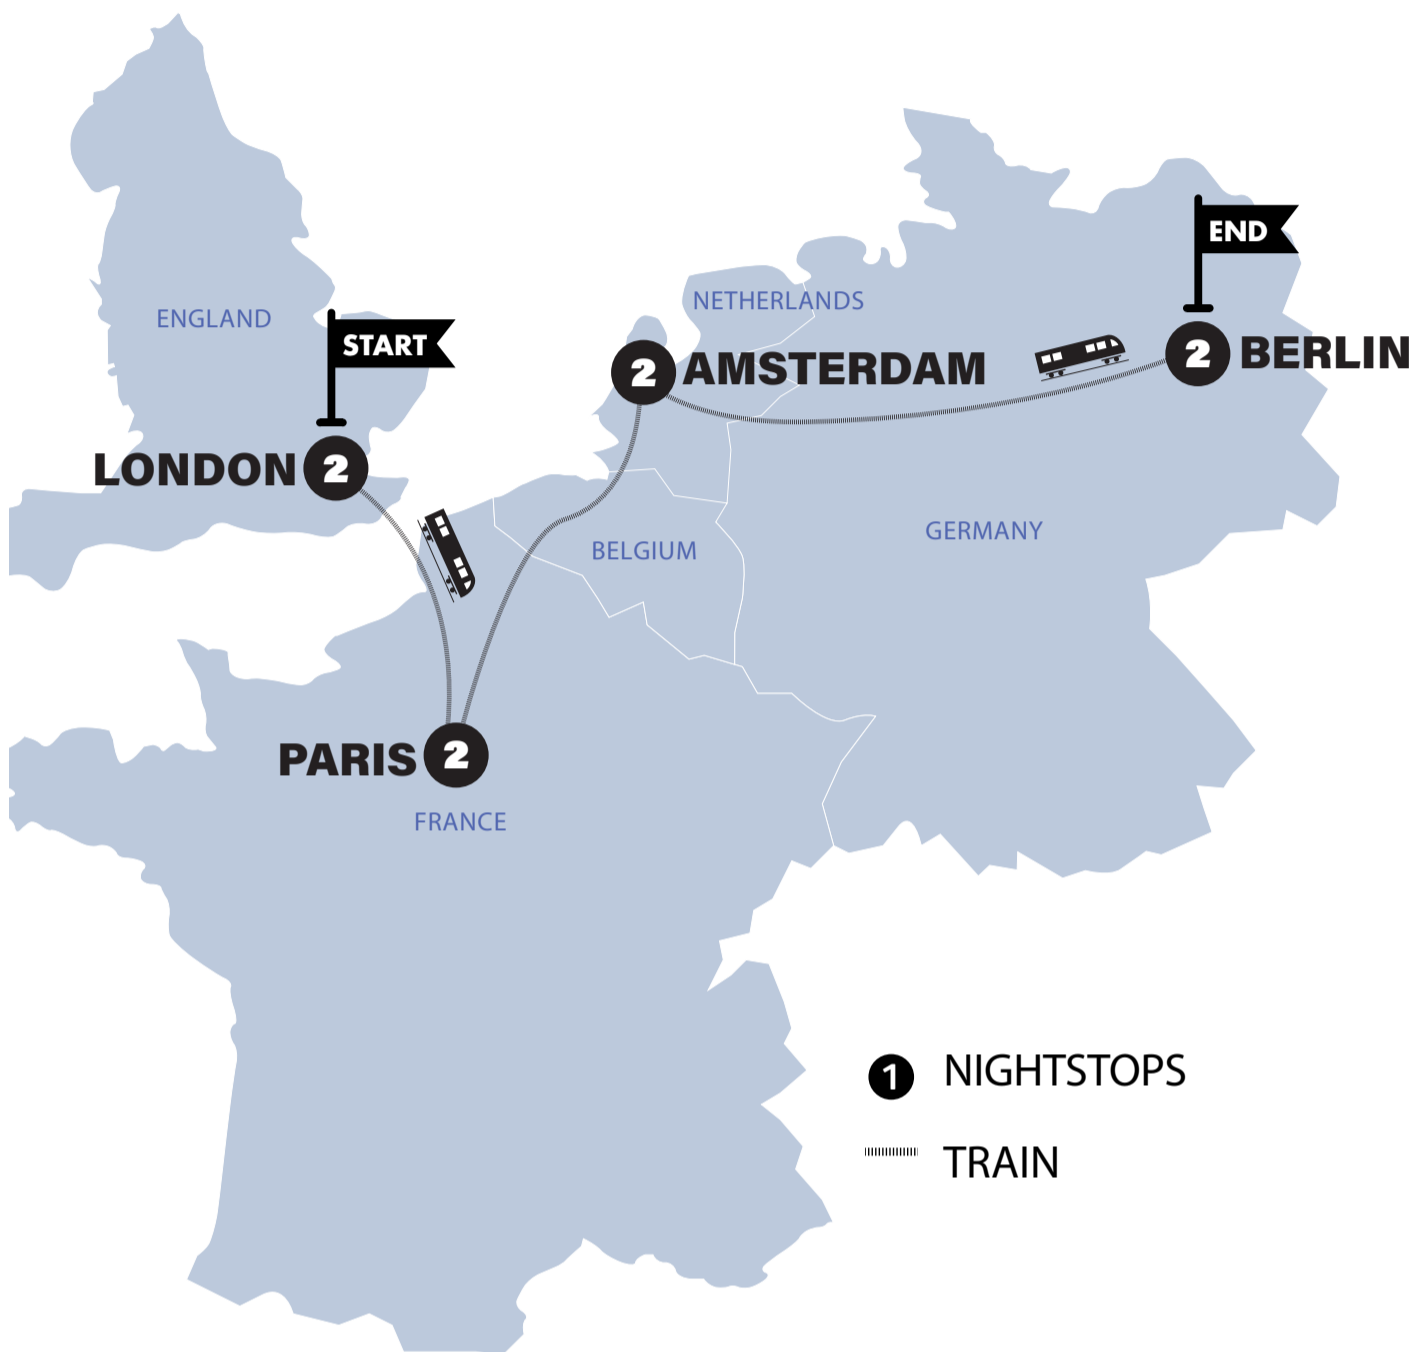 END
NETHERLANDS
ENGLAND
START
2 BERLIN
2 AMSTERDAM
LONDON 2
GERMANY
BELGIUM
PARIS 2
FRANCE
1 NIGHTSTOPS
TRAIN